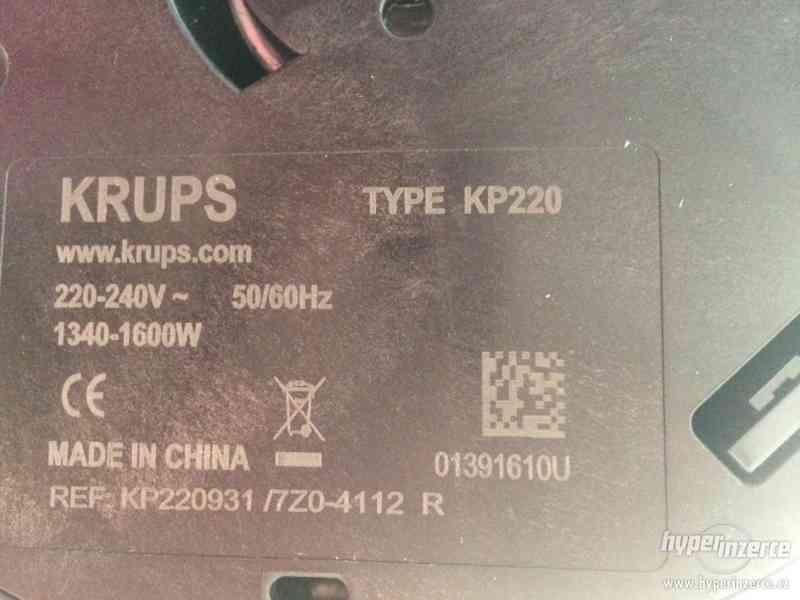 KRUPS TYPE KP220
www.krups.com
220-240V ~ 50/60Hz
1340-1600W
CE
MADE IN CHINA 01391610U
REF: KP220931 /7Z0-4112 R
hyperinzerce
www.hyperinzerce.cz